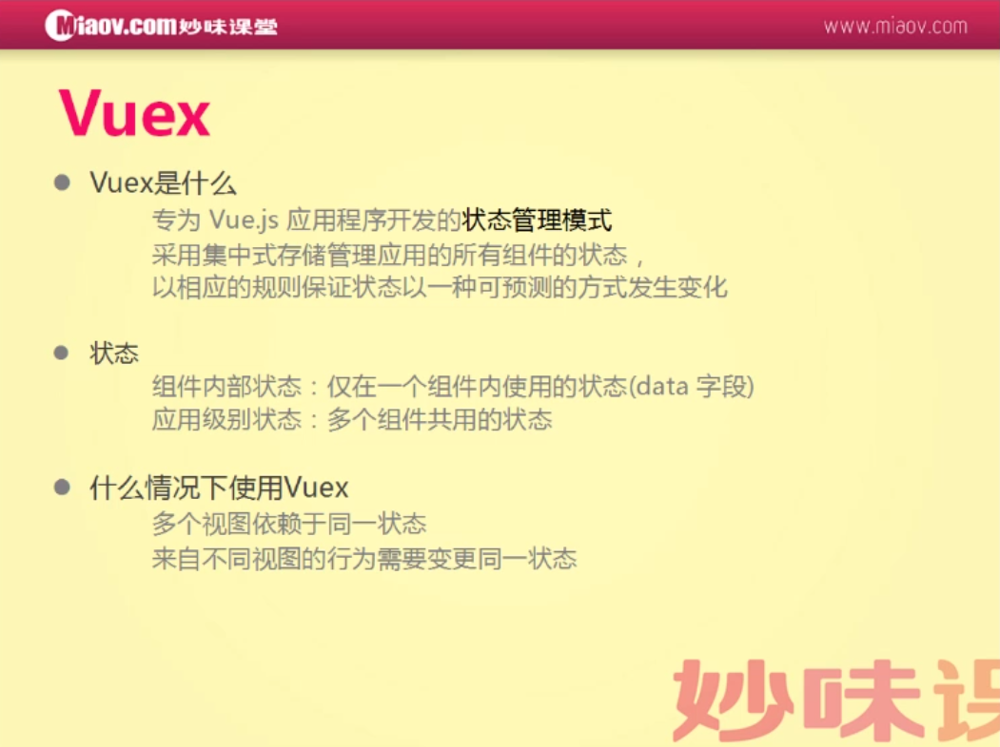 Miaov.com妙味课堂
www.miaov.com
Vuex
● Vuex是什么
专为 Vue.js 应用程序开发的状态管理模式
采用集中式存储管理应用的所有组件的状态，
以相应的规则保证状态以一种可预测的方式发生变化
● 状态
组件内部状态：仅在一个组件内使用的状态(data 字段)
应用级别状态：多个组件共用的状态
● 什么情况下使用Vuex
多个视图依赖于同一状态
来自不同视图的行为需要变更同一状态
妙味课